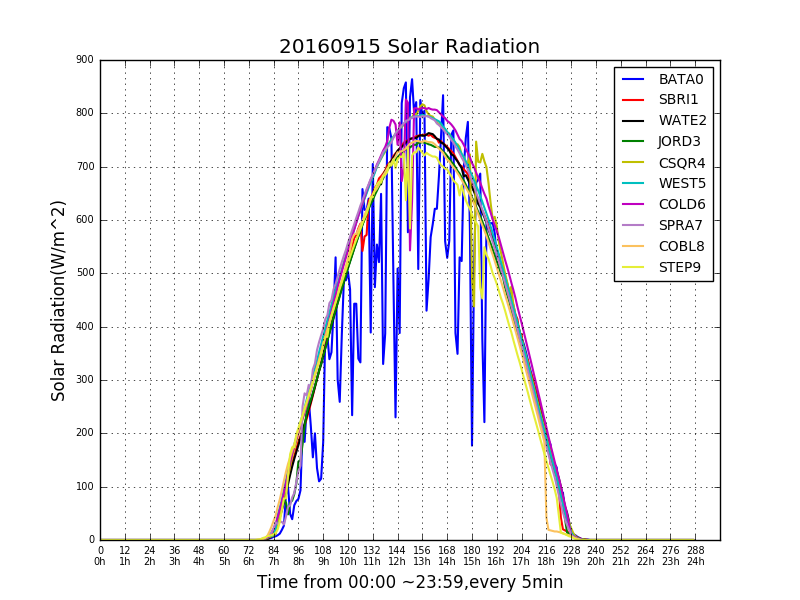 20160915 Solar Radiation
900
800
700
600
500
400
300
200
100
0
Solar Radiation(W/m^2)
BATA0
SBRI1
WATE2
JORD3
CSQR4
WEST5
COLD6
SPRA7
COBL8
STEP9
0 12 24 36 48 60 72 84 96 108 120 132 144 156 168 180 192 204 216 228 240 252 264 276 288
0h 1h 2h 3h 4h 5h 6h 7h 8h 9h 10h 11h 12h 13h 14h 15h 16h 17h 18h 19h 20h 21h 22h 23h 24h
Time from 00:00 ~23:59,every 5min